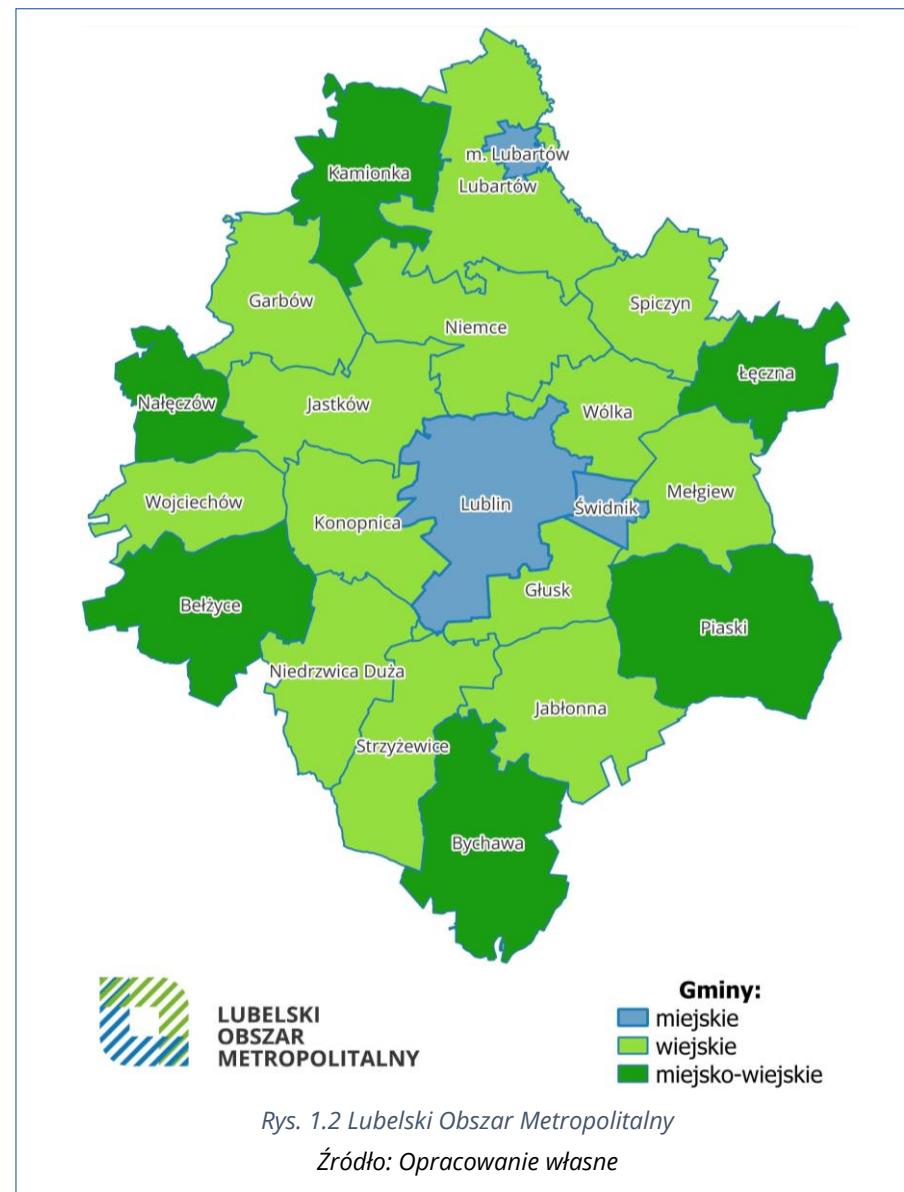 m. Lubartów
Kamionka
Lubartów
Garbów
Spiczyn
Niemce
Łęczna
Nałęczów
Jastków
Wólka
Mełgiew
Wojciechów
Lublin
Świdnik
Konopnica
Głusk
Bełżyce
Piaski
Niedrzwica Duża
Jabłonna
Strzyżewice
Bychawa
LUBELSKI
OBSZAR
METROPOLITALNY
Gminy:
miejskie
wiejskie
miejsko-wiejskie
Rys. 1.2 Lubelski Obszar Metropolitalny
Źródło: Opracowanie własne